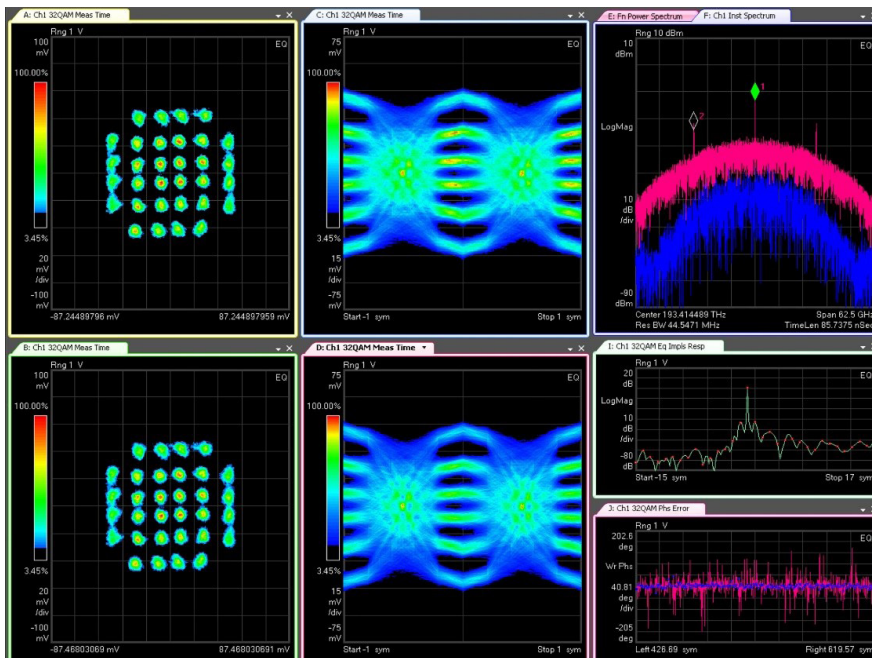 A: Ch1 32QAM Meas Time
Rng 1 V
100
mV
EQ
100.00%
3.45%
20
mV
/div
-100
mV
-87.24489796 mV
87.244897959 mV
C: Ch1 32QAM Meas Time
Rng 1 V
75
mV
EQ
100.00%
3.45%
15
mV
/div
-75
mV
Start-1 sym
Stop 1 sym
E: Fn Power Spectrum
F: Ch1 Inst Spectrum
Rng 10 dBm
10
dBm
EQ
1
2
LogMag
10
dB
/div
-90
dBm
Center 193.414489 THz
Span 62.5 GHz
Res BW 44.5471 MHz
TimeLen 85.7375 nSec
B: Ch1 32QAM Meas Time
Rng 1 V
100
mV
EQ
100.00%
3.45%
20
mV
/div
-100
mV
-87.46803069 mV
87.468030691 mV
D: Ch1 32QAM Meas Time
Rng 1 V
75
mV
EQ
100.00%
3.45%
15
mV
/div
-75
mV
Start-1 sym
Stop 1 sym
I: Ch1 32QAM Eq Impls Resp
Rng 1 V
20
dB
EQ
LogMag
10
dB
/div
-80
dB
Start-15 sym
Stop 17 sym
J: Ch1 32QAM Phs Error
Rng 1 V
202.6
deg
EQ
Wr Phs
40.81
deg
/div
-205
deg
Left 426.69 sym
Right 619.57 sym